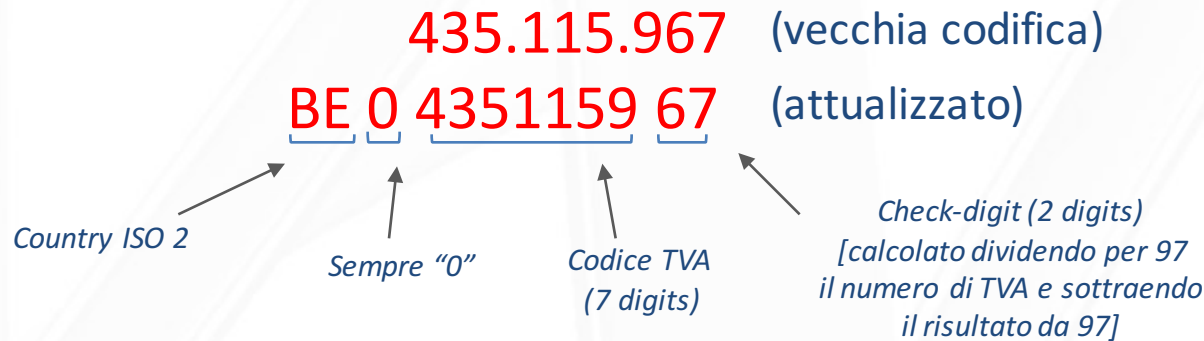 435.115.967 (vecchia codifica)
BE 0 4351159 67 (attualizzato)
Country ISO 2
Sempre “0”
Codice TVA
(7 digits)
Check-digit (2 digits)
[calcolato dividendo per 97
il numero di TVA e sottraendo
il risultato da 97]